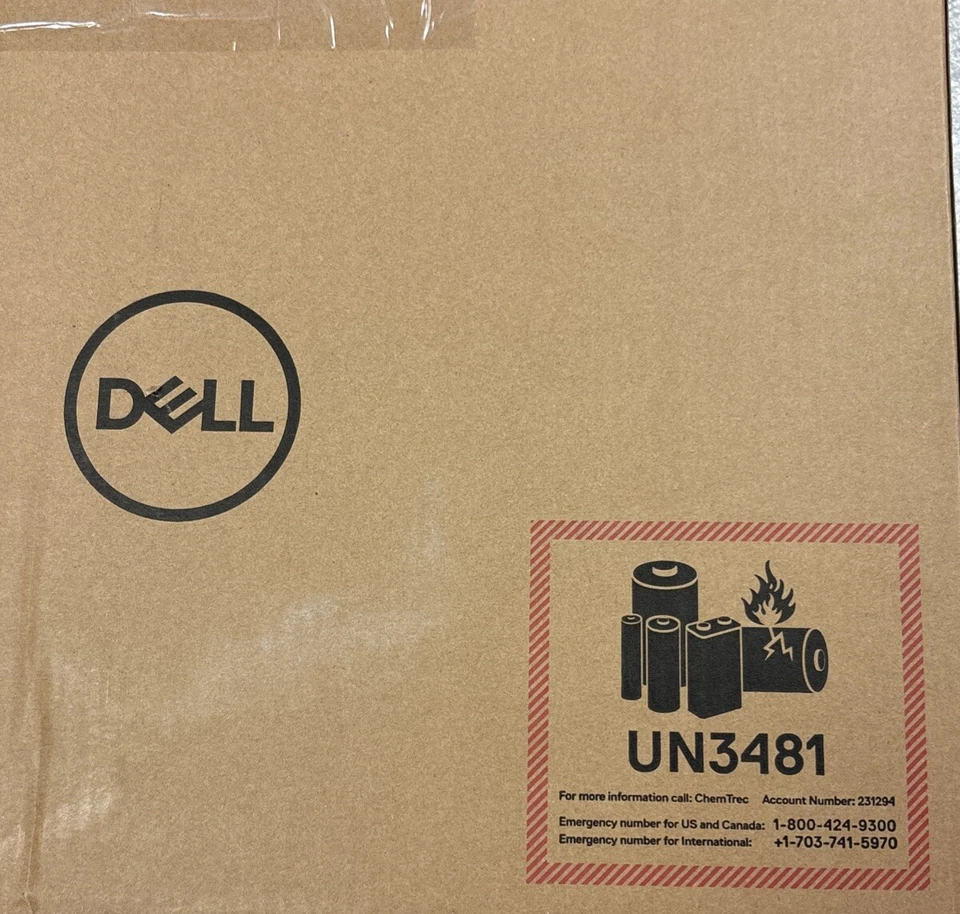 DELL
UN3481
For more information call: ChemTrec Account Number: 231294
Emergency number for US and Canada: 1-800-424-9300
Emergency number for International: +1-703-741-5970